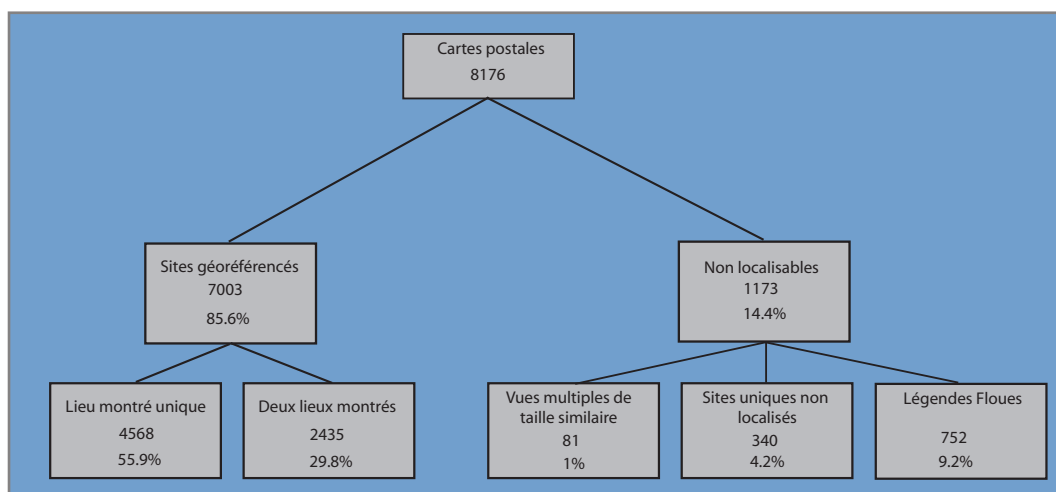 Cartes postales
8176
Sites géoréférencés
7003
85.6%
Non localisables
1173
14.4%
Lieu montré unique
4568
55.9%
Deux lieux montrés
2435
29.8%
Vues multiples de
taille similaire
81
1%
Sites uniques non
localisés
340
4.2%
Légendes Floues
752
9.2%